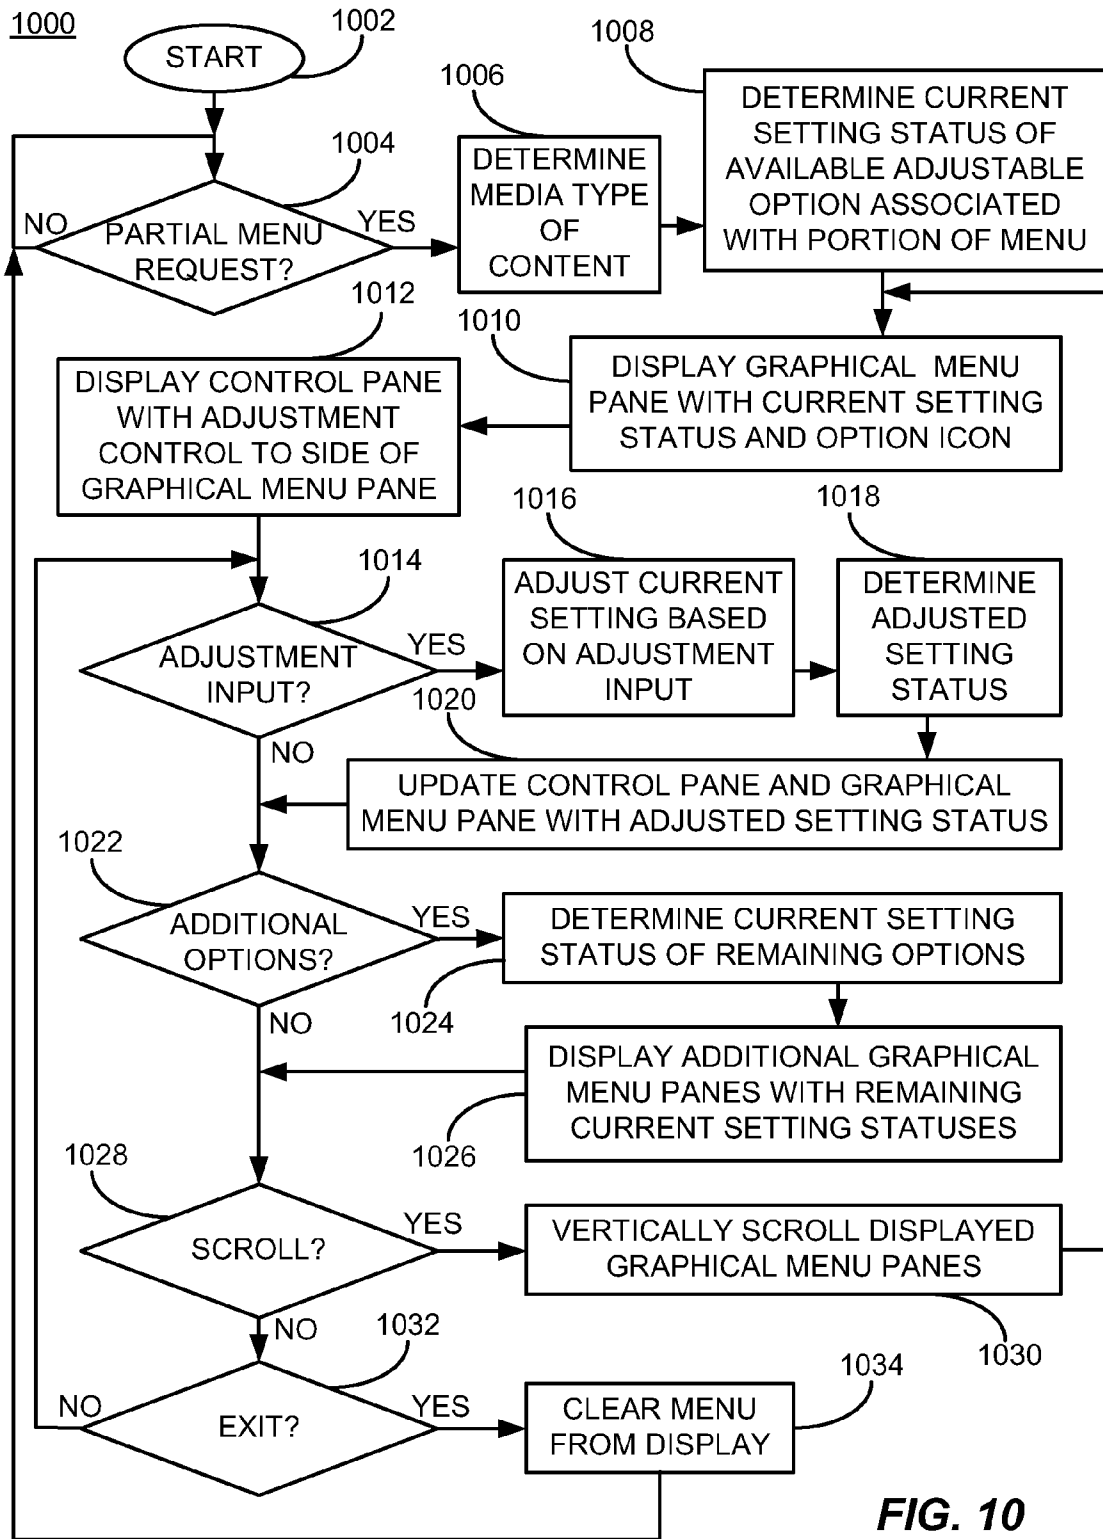 1000
1002
START
1004
PARTIAL MENU
REQUEST?
NO
YES
1006
DETERMINE
MEDIA TYPE
OF
CONTENT
1008
DETERMINE CURRENT
SETTING STATUS OF
AVAILABLE ADJUSTABLE
OPTION ASSOCIATED
WITH PORTION OF MENU
1010
DISPLAY GRAPHICAL MENU
PANE WITH CURRENT SETTING
STATUS AND OPTION ICON
1012
DISPLAY CONTROL PANE
WITH ADJUSTMENT
CONTROL TO SIDE OF
GRAPHICAL MENU PANE
1014
ADJUSTMENT
INPUT?
YES
NO
1016
ADJUST CURRENT
SETTING BASED
ON ADJUSTMENT
INPUT
1018
DETERMINE
ADJUSTED
SETTING
STATUS
1020
UPDATE CONTROL PANE AND GRAPHICAL
MENU PANE WITH ADJUSTED SETTING STATUS
1022
ADDITIONAL
OPTIONS?
YES
NO
DETERMINE CURRENT SETTING
STATUS OF REMAINING OPTIONS
1024
DISPLAY ADDITIONAL GRAPHICAL
MENU PANES WITH REMAINING
CURRENT SETTING STATUSES
1026
1028
SCROLL?
YES
NO
VERTICALLY SCROLL DISPLAYED
GRAPHICAL MENU PANES
1030
1032
EXIT?
NO
YES
1034
CLEAR MENU
FROM DISPLAY
FIG. 10